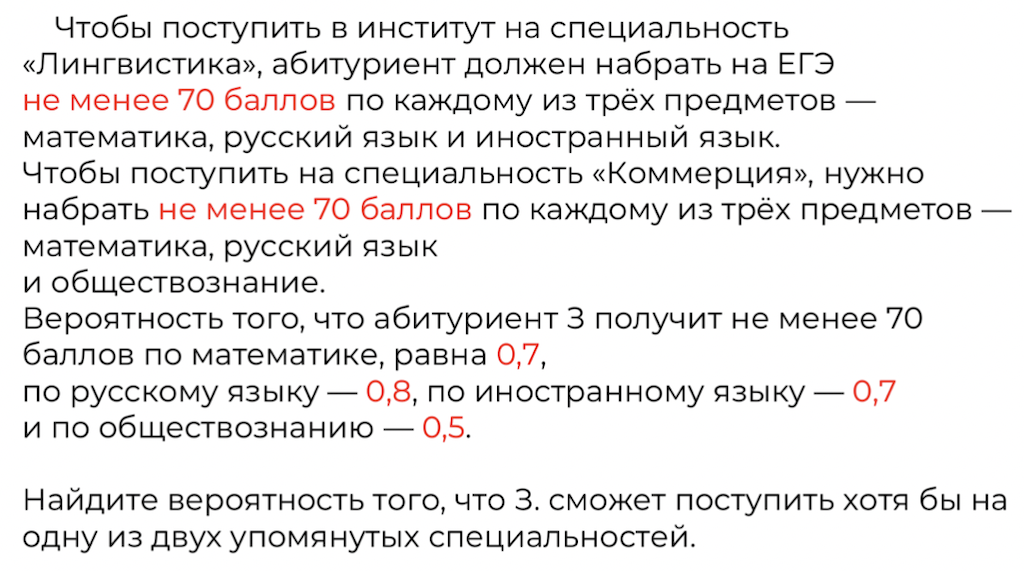 Чтобы поступить в институт на специальность
«Лингвистика», абитуриент должен набрать на ЕГЭ
не менее 70 баллов по каждому из трёх предметов —
математика, русский язык и иностранный язык.
Чтобы поступить на специальность «Коммерция», нужно
набрать не менее 70 баллов по каждому из трёх предметов —
математика, русский язык
и обществознание.
Вероятность того, что абитуриент З получит не менее 70
баллов по математике, равна 0,7,
по русскому языку — 0,8, по иностранному языку — 0,7
и по обществознанию — 0,5.
Найдите вероятность того, что З. сможет поступить хотя бы на
одну из двух упомянутых специальностей.